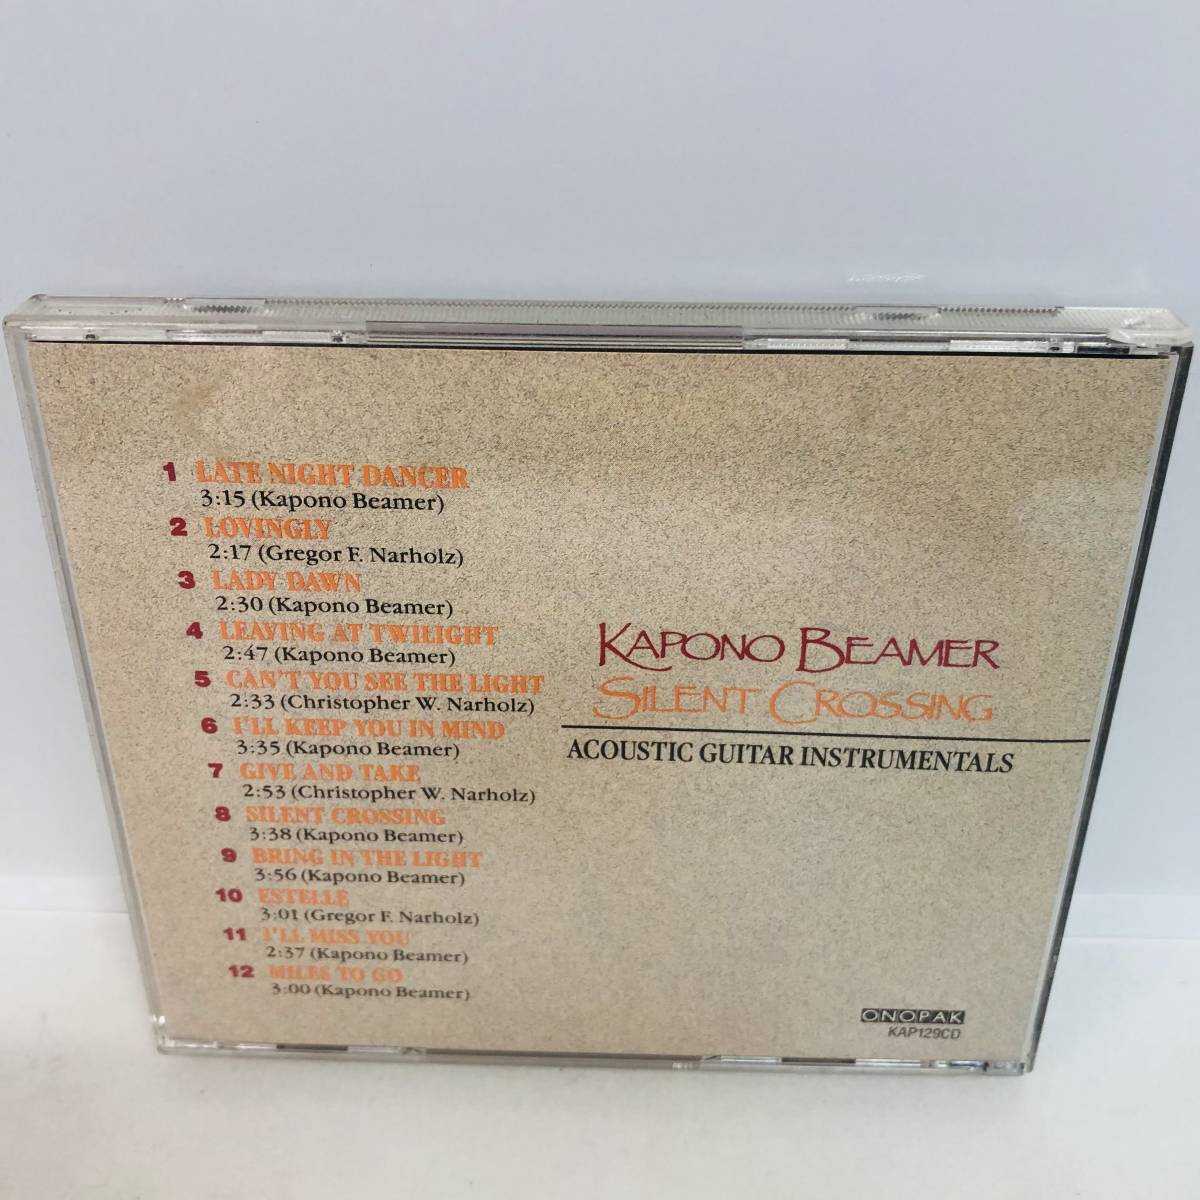 1 LATE NIGHT DANCER
3:15 (Kapono Beamer)
2 LOVINGLY
2:17 (Gregor F. Narholz)
3 LADY DAWN
2:30 (Kapono Beamer)
4 LEAVING AT TWILIGHT
2:47 (Kapono Beamer)
5 CAN'T YOU SEE THE LIGHT
2:33 (Christopher W. Narholz)
6 I'LL KEEP YOU IN MIND
3:35 (Kapono Beamer)
7 GIVE AND TAKE
2:53 (Christopher W. Narholz)
8 SILENT CROSSING
3:38 (Kapono Beamer)
9 BRING IN THE LIGHT
3:56 (Kapono Beamer)
10 ESTELLE
3:01 (Gregor F. Narholz)
11 I'LL MISS YOU
2:37 (Kapono Beamer)
12 MILES TO GO
3:00 (Kapono Beamer)
KAPONO BEAMER
SILENT CROSSING
ACOUSTIC GUITAR INSTRUMENTALS
ONOPAK
KAP129CD